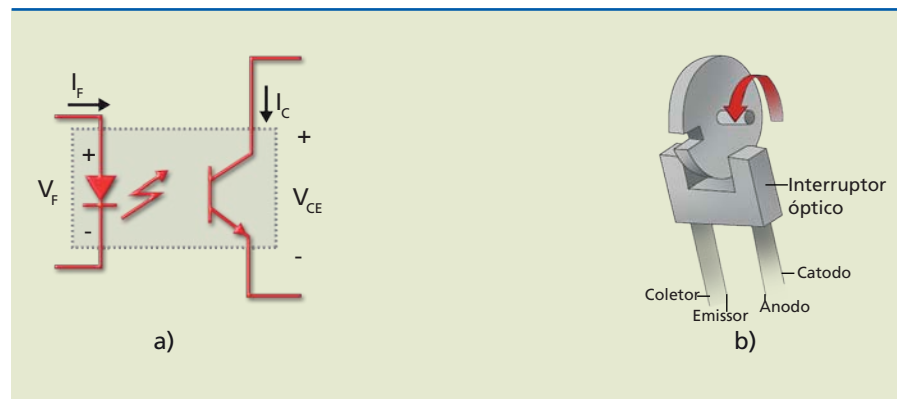 I_F
I_C
+
+
V_F
V_CE
-
-
a)
Interruptor
óptico
Catodo
Coletor
Emissor
Anodo
b)